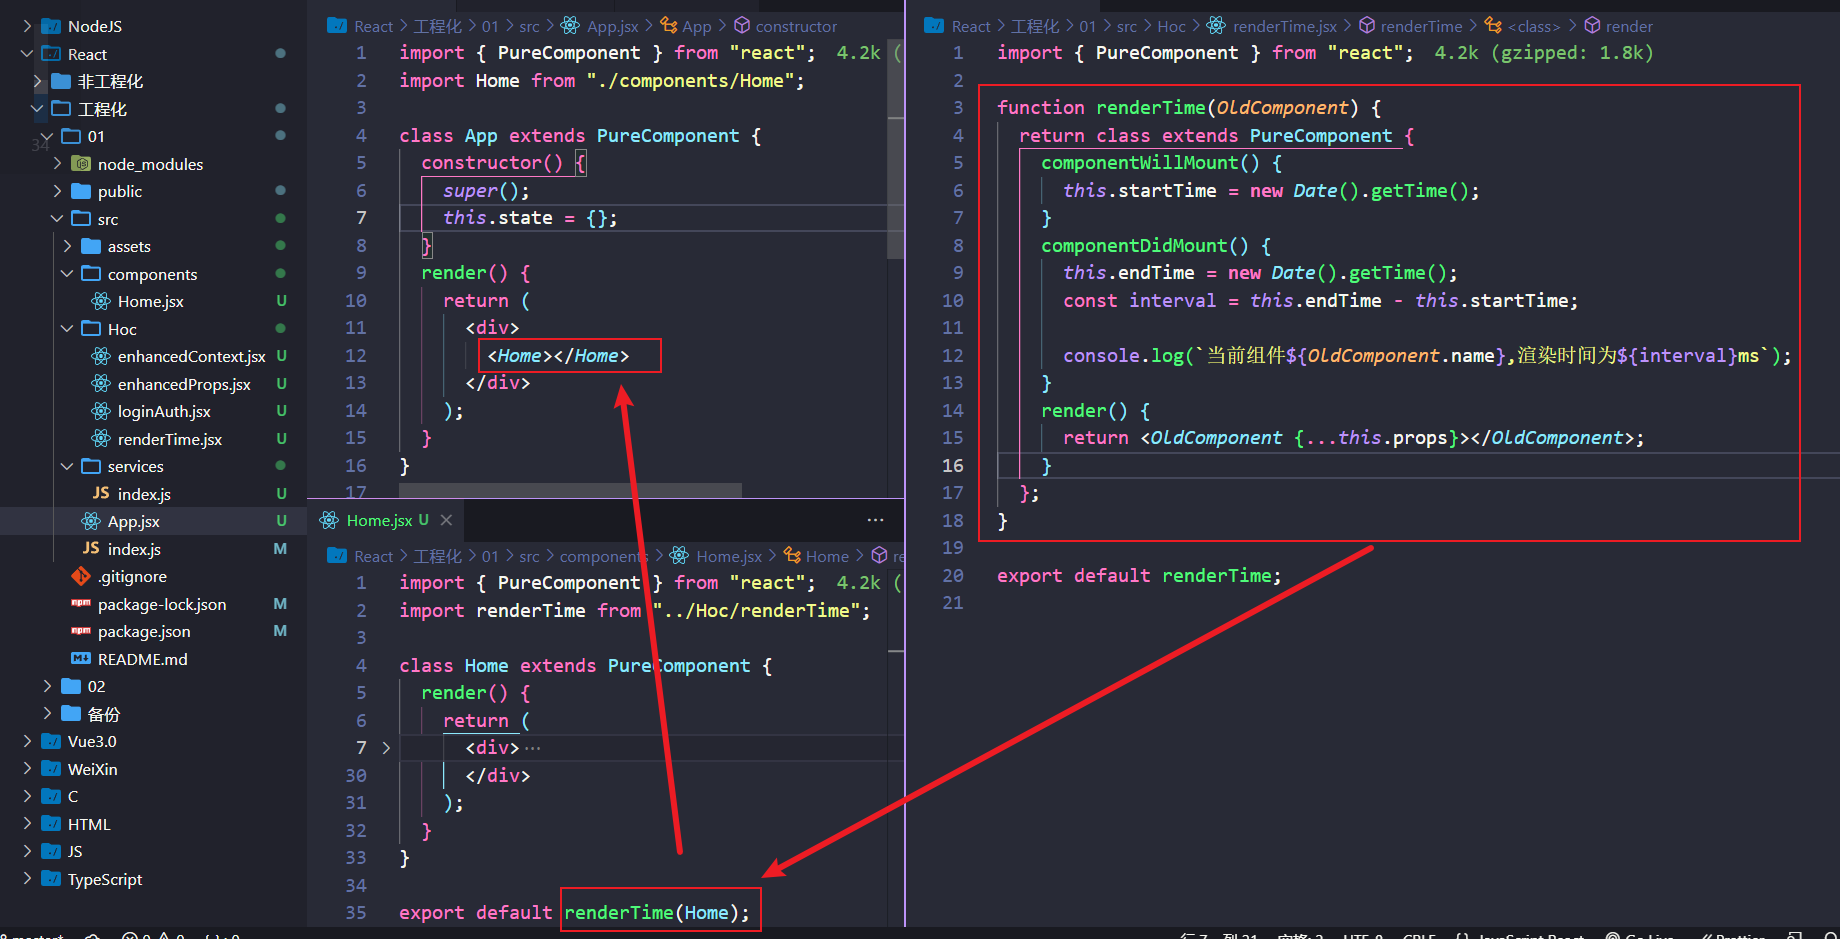 NodeJS
React
非工程化
工程化
01
node_modules
public
src
assets
components
Home.jsx U
Hoc
enhancedContext.jsx U
enhancedProps.jsx U
loginAuth.jsx U
renderTime.jsx U
services
JS index.js U
App.jsx U
JS index.js M
.gitignore
npm package-lock.json M
npm package.json M
README.md
02
备份
Vue3.0
WeiXin
C
HTML
JS
TypeScript
React > 工程化 > 01 > src > App.jsx > App > constructor
1 import { PureComponent } from "react"; 4.2k (
2 import Home from "./components/Home";
3
4 class App extends PureComponent {
5 constructor() {
6 super();
7 this.state = {};
8 }
9 render() {
10 return (
11 <div>
12 <Home></Home>
13 </div>
14 );
15 }
16 }
17
Home.jsx U ×
React > 工程化 > 01 > src > components > Home.jsx > Home > re
1 import { PureComponent } from "react"; 4.2k (
2 import renderTime from "../Hoc/renderTime";
3
4 class Home extends PureComponent {
5 render() {
6 return (
7 <div>···
30 </div>
31 );
32 }
33 }
34
35 export default renderTime(Home);
React > 工程化 > 01 > src > Hoc > renderTime.jsx > renderTime > <class> > render
1 import { PureComponent } from "react"; 4.2k (gzipped: 1.8k)
2
3 function renderTime(OldComponent) {
4 return class extends PureComponent {
5 componentWillMount() {
6 this.startTime = new Date().getTime();
7 }
8 componentDidMount() {
9 this.endTime = new Date().getTime();
10 const interval = this.endTime - this.startTime;
11
12 console.log(`当前组件${OldComponent.name},渲染时间为${interval}ms`);
13 }
14 render() {
15 return <OldComponent {...this.props}></OldComponent>;
16 }
17 };
18 }
19
20 export default renderTime;
21